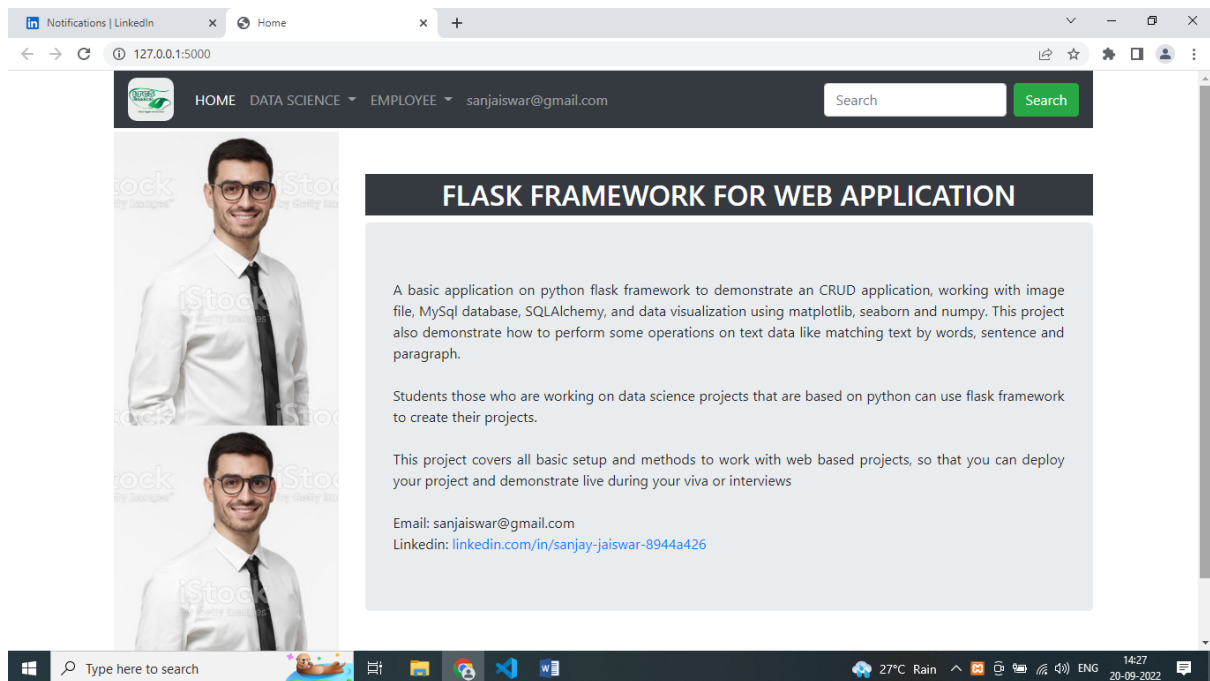 Notifications | LinkedIn
Home
127.0.0.1:5000
HOME DATA SCIENCE EMPLOYEE sanjaiswar@gmail.com
Search
Search
iStock
by Getty Images
FLASK FRAMEWORK FOR WEB APPLICATION
A basic application on python flask framework to demonstrate an CRUD application, working with image
file, MySql database, SQLAlchemy, and data visualization using matplotlib, seaborn and numpy. This project
also demonstrate how to perform some operations on text data like matching text by words, sentence and
paragraph.
Students those who are working on data science projects that are based on python can use flask framework
to create their projects.
This project covers all basic setup and methods to work with web based projects, so that you can deploy
your project and demonstrate live during your viva or interviews
Email: sanjaiswar@gmail.com
Linkedin: linkedin.com/in/sanjay-jaiswar-8944a426
Type here to search
27°C Rain
ENG
14:27
20-09-2022